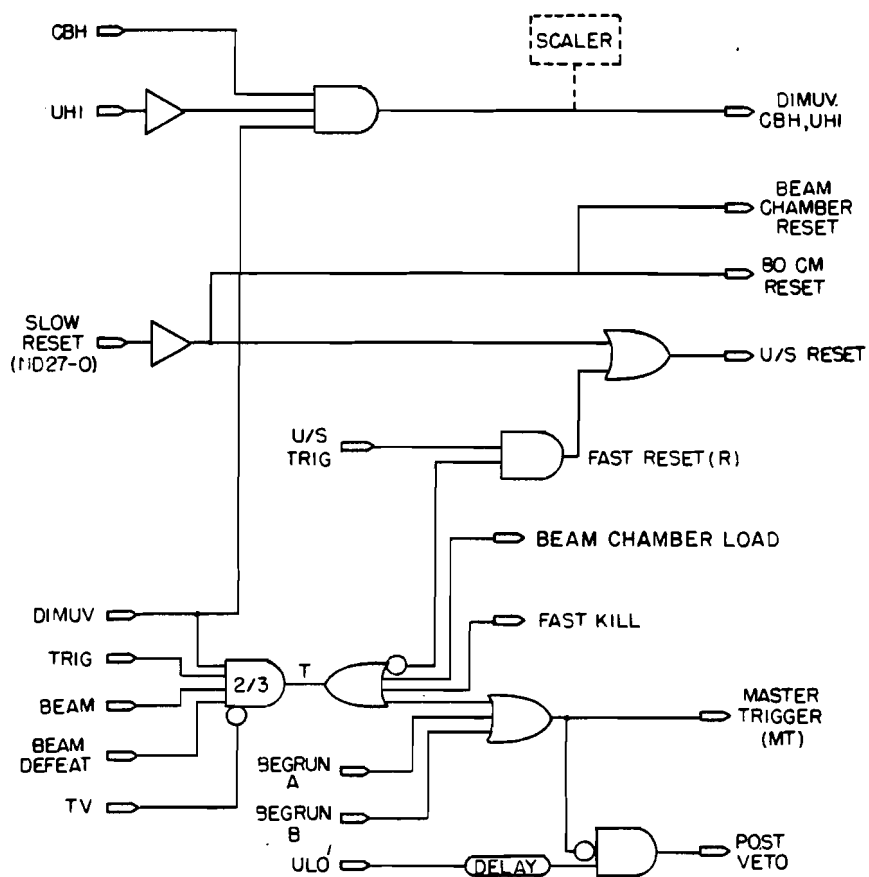 CBH
SCALER
UHI
DIMUV.
CBH,UHI
BEAM
CHAMBER
RESET
80 CM
RESET
SLOW
RESET
(ND27-0)
U/S RESET
U/S
TRIG
FAST RESET (R)
BEAM CHAMBER LOAD
DIMUV
FAST KILL
TRIG
T
2/3
BEAM
MASTER
TRIGGER
(MT)
BEAM
DEFEAT
BEGRUN
A
TV
BEGRUN
B
POST
VETO
ULO'
DELAY